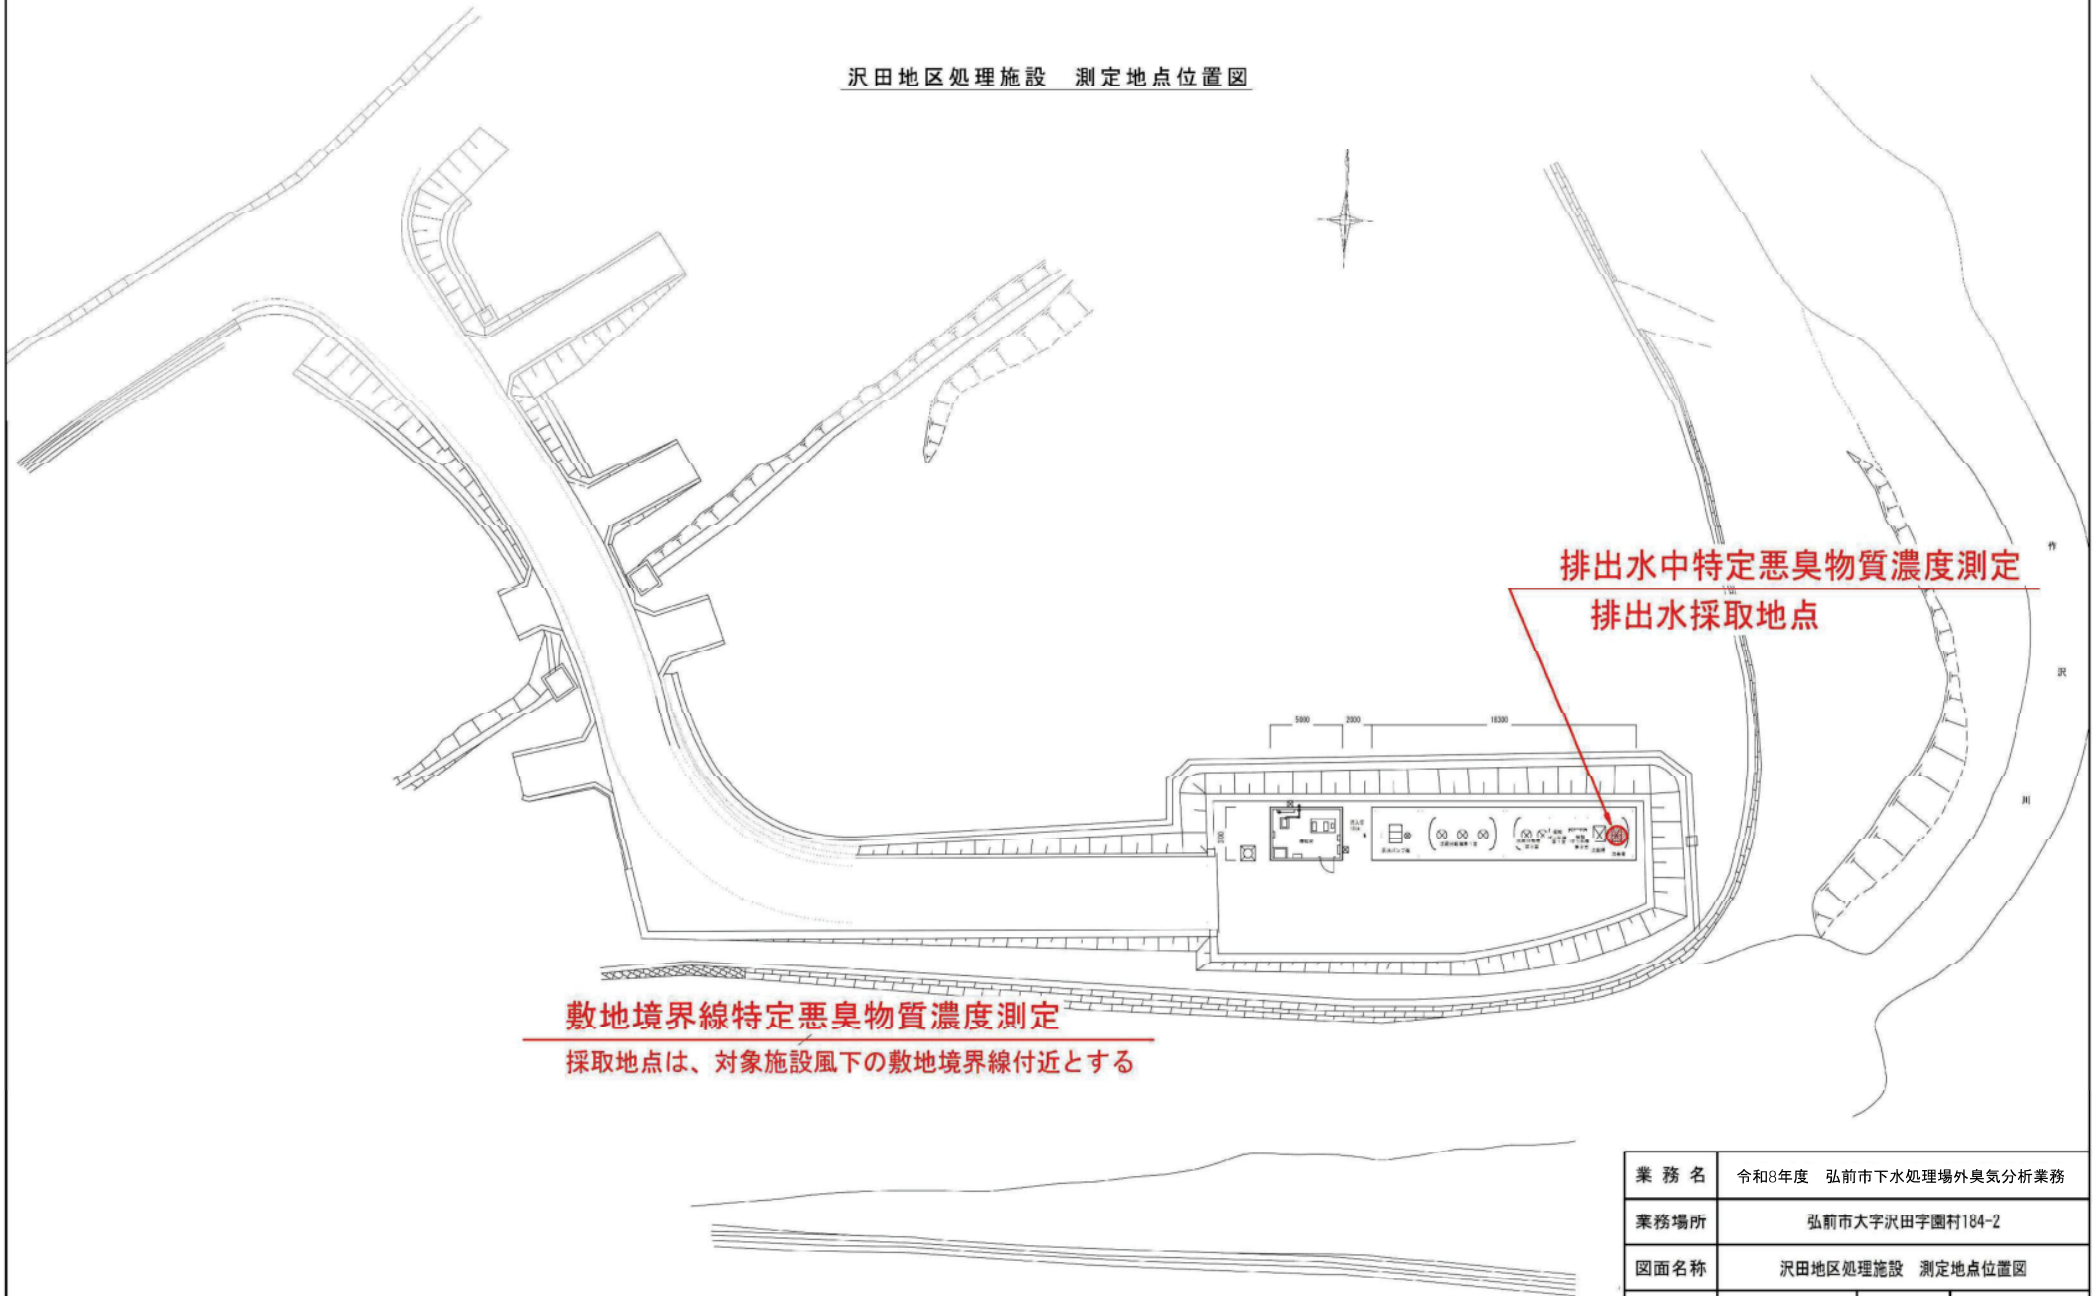 沢田地区処理施設　測定地点位置図
排出水中特定悪臭物質濃度測定
排出水採取地点
作
沢
川
5000
2000
18300
敷地境界線特定悪臭物質濃度測定
採取地点は、対象施設風下の敷地境界線付近とする
業務名　令和8年度　弘前市下水処理場外臭気分析業務
業務場所　弘前市大字沢田字園村184-2
図面名称　沢田地区処理施設　測定地点位置図